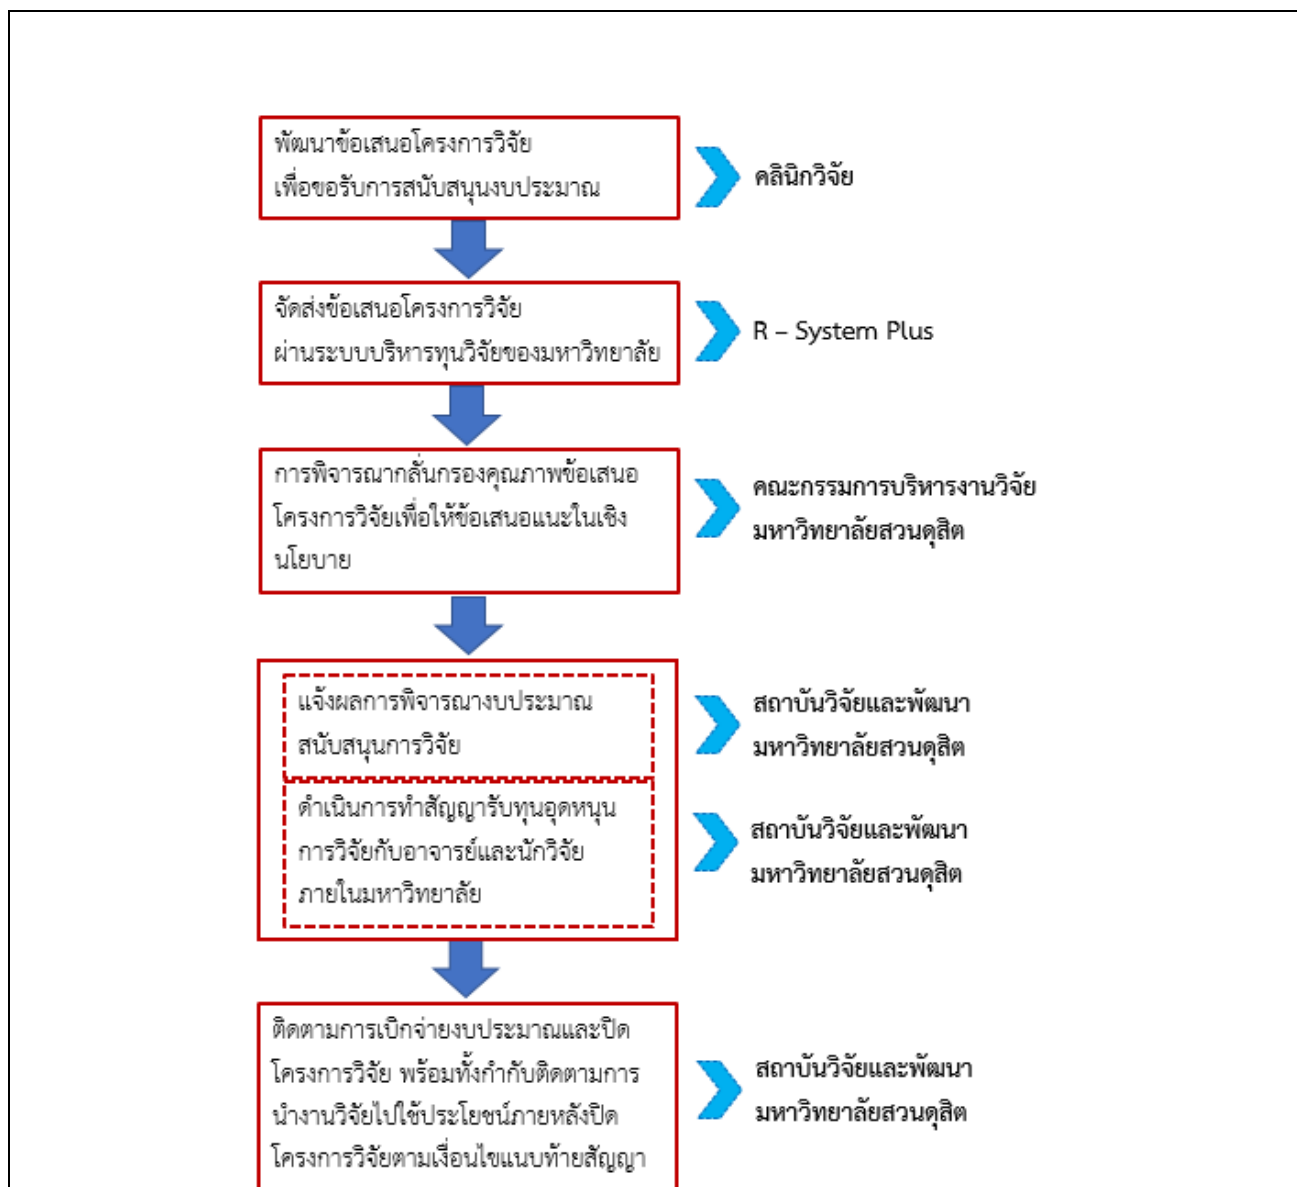 พัฒนาข้อเสนอโครงการวิจัย
เพื่อขอรับการสนับสนุนงบประมาณ
คลินิกวิจัย
จัดส่งข้อเสนอโครงการวิจัย
ผ่านระบบบริหารทุนวิจัยของมหาวิทยาลัย
R – System Plus
การพิจารณากลั่นกรองคุณภาพข้อเสนอ
โครงการวิจัยเพื่อให้ข้อเสนอแนะในเชิง
นโยบาย
คณะกรรมการบริหารงานวิจัย
มหาวิทยาลัยสวนดุสิต
แจ้งผลการพิจารณางบประมาณ
สนับสนุนการวิจัย
สถาบันวิจัยและพัฒนา
มหาวิทยาลัยสวนดุสิต
ดำเนินการทำสัญญารับทุนอุดหนุน
การวิจัยกับอาจารย์และนักวิจัย
ภายในมหาวิทยาลัย
สถาบันวิจัยและพัฒนา
มหาวิทยาลัยสวนดุสิต
ติดตามการเบิกจ่ายงบประมาณและปิด
โครงการวิจัย พร้อมทั้งกำกับติดตามการ
นำงานวิจัยไปใช้ประโยชน์ภายหลังปิด
โครงการวิจัยตามเงื่อนไขแนบท้ายสัญญา
สถาบันวิจัยและพัฒนา
มหาวิทยาลัยสวนดุสิต